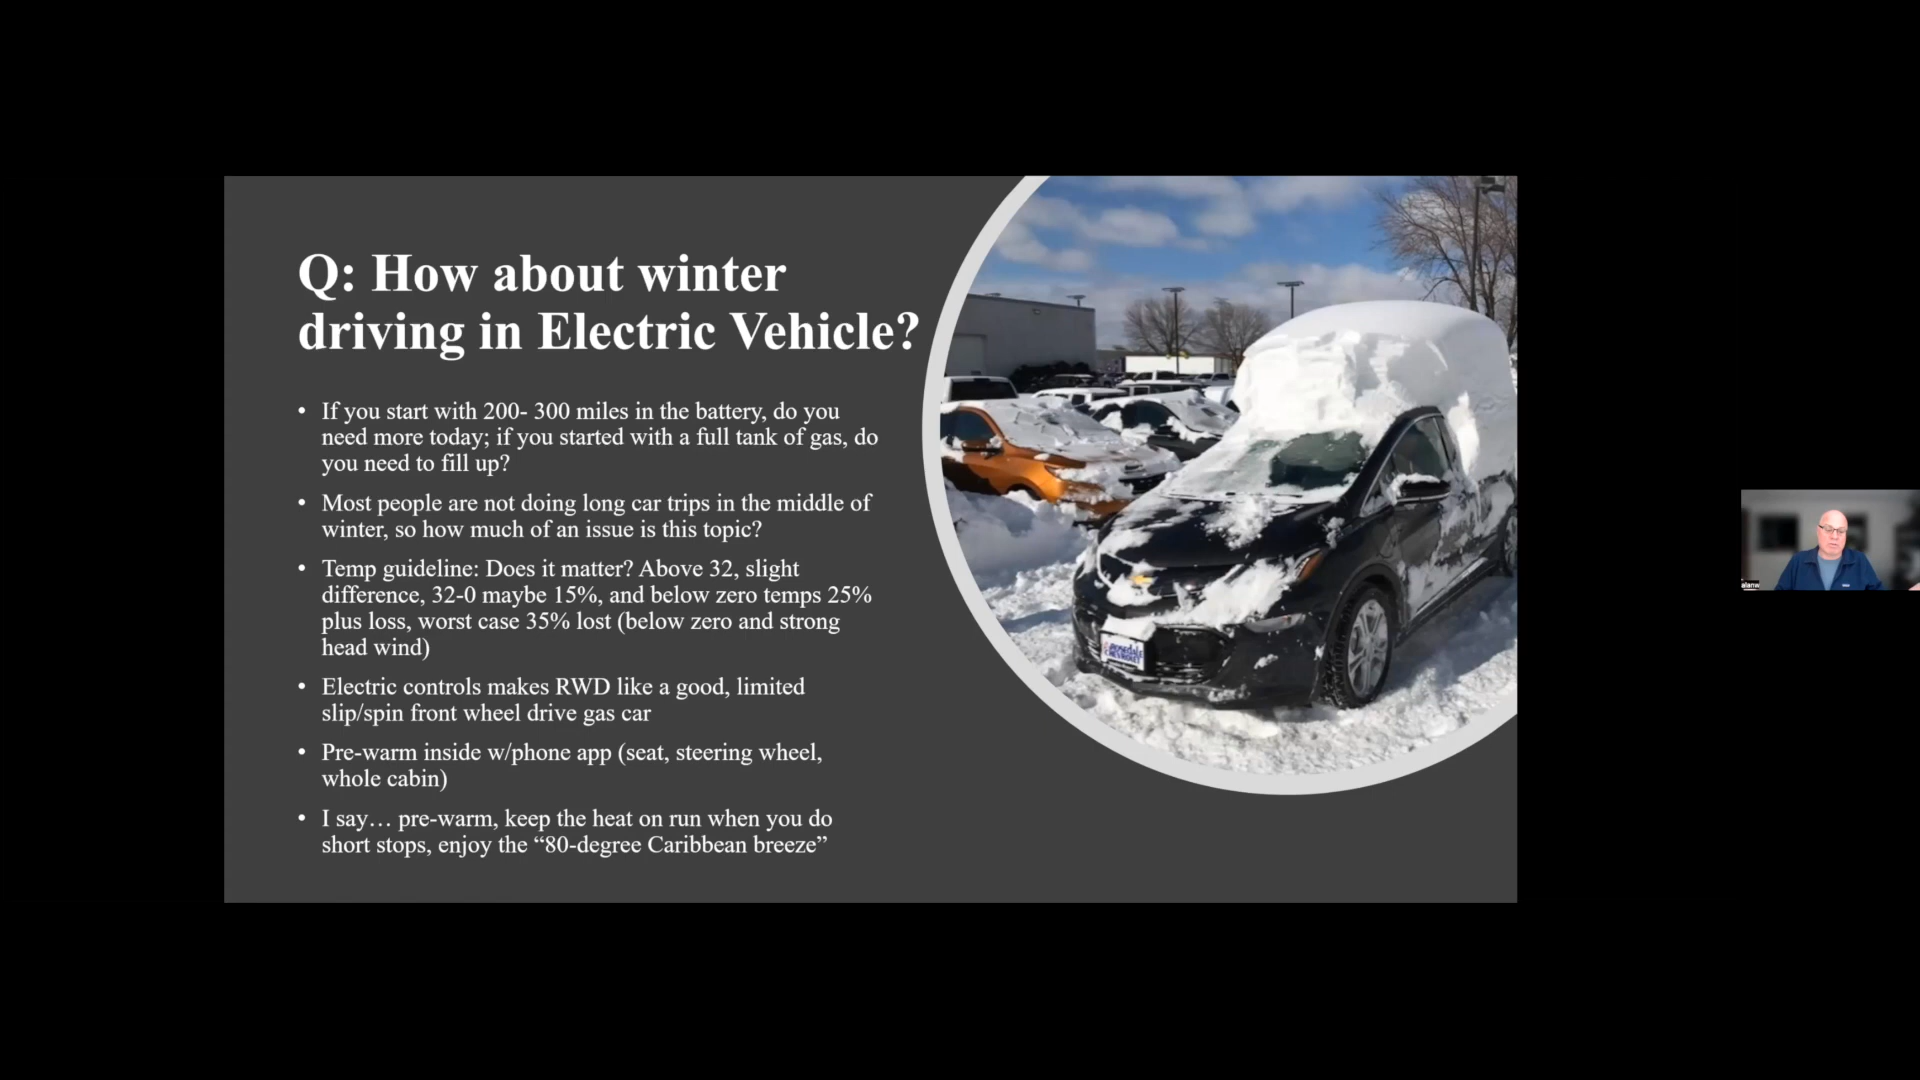 Q: How about winter
driving in Electric Vehicle?
• If you start with 200- 300 miles in the battery, do you
need more today; if you started with a full tank of gas, do
you need to fill up?
• Most people are not doing long car trips in the middle of
winter, so how much of an issue is this topic?
• Temp guideline: Does it matter? Above 32, slight
difference, 32-0 maybe 15%, and below zero temps 25%
plus loss, worst case 35% lost (below zero and strong
head wind)
• Electric controls makes RWD like a good, limited
slip/spin front wheel drive gas car
• Pre-warm inside w/phone app (seat, steering wheel,
whole cabin)
• I say… pre-warm, keep the heat on run when you do
short stops, enjoy the “80-degree Caribbean breeze”
CHEVROLET
alanw